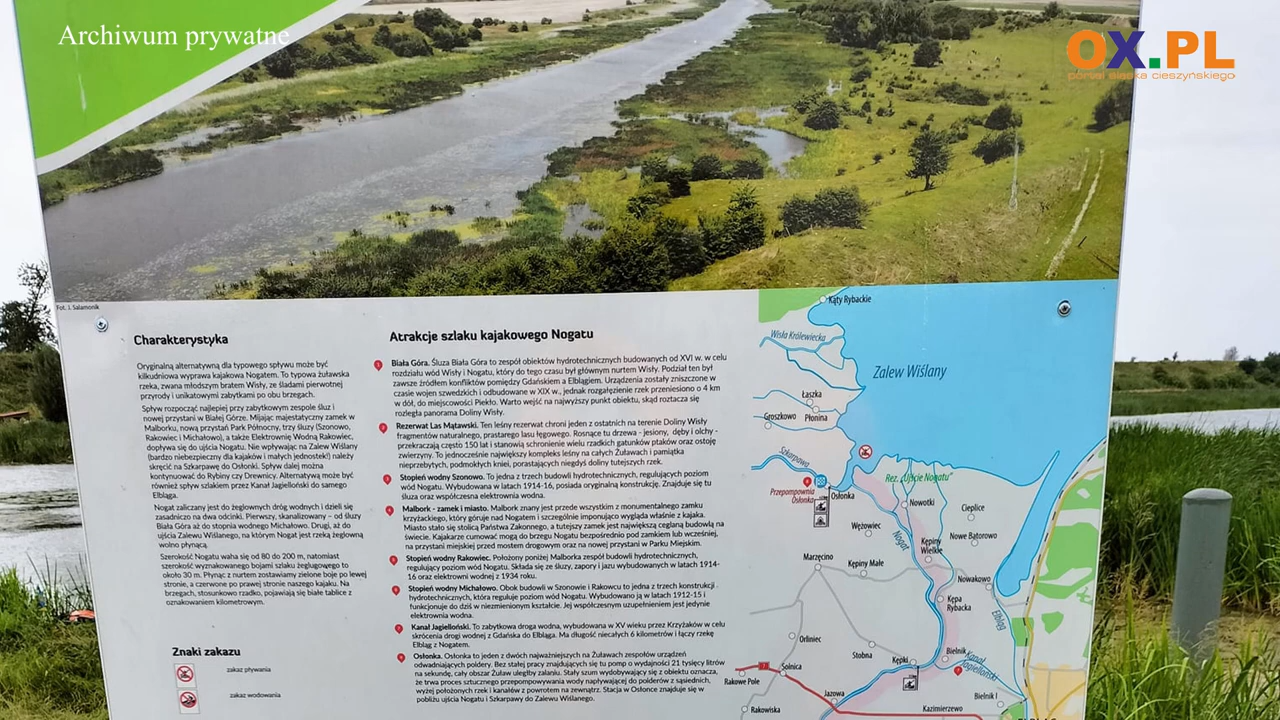 Archiwum prywatne
OX.PL
portal śląska cieszyńskiego
Fot. J. Salamonik
Charakterystyka
Oryginalną alternatywną dla typowego spływu może być
kilkudniowa wyprawa kajakowa Nogatem. To typowa żuławska
rzeka, zwana młodszym bratem Wisły, ze śladami pierwotnej
przyrody i unikatowymi zabytkami po obu brzegach.
Spływ rozpocząć najlepiej przy zabytkowym zespole śluz i
nowej przystani w Białej Górze. Mijając majestatyczny zamek w
Malborku, nową przystań Park Północny, trzy śluzy (Szonowo,
Rakowiec i Michałowo), a także Elektrownię Wodną Rakowiec,
dopływa się do ujścia Nogatu. Nie wpływając na Zalew Wiślany
(bardzo niebezpieczny dla kajaków i małych jednostek!) należy
skręcić na Szkarpawę do Osłonki. Spływ dalej można
kontynuować do Rybiny czy Drewnicy. Alternatywą może być
również spływ szlakiem przez Kanał Jagielloński do samego
Elbląga.
Nogat zaliczany jest do żeglownych dróg wodnych i dzieli się
zasadniczo na dwa odcinki. Pierwszy, skanalizowany – od śluzy
Biała Góra aż do stopnia wodnego Michałowo. Drugi, aż do
ujścia Zalewu Wiślanego, na którym Nogat jest rzeką żeglowną
wolno płynącą.
Szerokość Nogatu waha się od 80 do 200 m, natomiast
szerokość wyznakowanego bojami szlaku żeglugowego to
około 30 m. Płynąc z nurtem zostawiamy zielone boje po lewej
stronie, a czerwone po prawej stronie naszego kajaku. Na
brzegach, stosunkowo rzadko, pojawiają się białe tablice z
oznakowaniem kilometrowym.
Znaki zakazu
zakaz pływania
zakaz wodowania
Atrakcje szlaku kajakowego Nogatu
Biała Góra. Śluza Biała Góra to zespół obiektów hydrotechnicznych budowanych od XVI w. w celu
rozdziału wód Wisły i Nogatu, który do tego czasu był głównym nurtem Wisły. Podział ten był
zawsze źródłem konfliktów pomiędzy Gdańskiem a Elblągiem. Urządzenia zostały zniszczone w
czasie wojen szwedzkich i odbudowane w XIX w., jednak rozgałęzienie rzek przeniesiono o 4 km
w dół, do miejscowości Piekło. Warto wejść na najwyższy punkt obiektu, skąd roztacza się
rozległa panorama Doliny Wisły.
Rezerwat Las Mątawski. Ten leśny rezerwat chroni jeden z ostatnich na terenie Doliny Wisły
fragmentów naturalnego, prastarego lasu łęgowego. Rosnące tu drzewa - jesiony, dęby i olchy -
przekraczają często 150 lat i stanowią schronienie wielu rzadkich gatunków ptaków oraz ostoję
zwierzyny. To jednocześnie największy kompleks leśny na całych Żuławach i pamiątka
nieprzebytych, podmokłych kniei, porastających niegdyś doliny tutejszych rzek.
Stopień wodny Szonowo. To jedna z trzech budowli hydrotechnicznych, regulujących poziom
wód Nogatu. Wybudowana w latach 1914-16, posiada oryginalną konstrukcję. Znajduje się tu
śluza oraz współczesna elektrownia wodna.
Malbork - zamek i miasto. Malbork znany jest przede wszystkim z monumentalnego zamku
krzyżackiego, który góruje nad Nogatem i szczególnie imponująco wygląda właśnie z kajaka.
Miasto stało się stolicą Państwa Zakonnego, a tutejszy zamek jest największą ceglaną budowlą na
świecie. Kajakarze cumować mogą do brzegu Nogatu bezpośrednio pod zamkiem lub wcześniej,
na przystani miejskiej przed mostem drogowym oraz na nowej przystani w Parku Miejskim.
Stopień wodny Rakowiec. Położony poniżej Malborka zespół budowli hydrotechnicznych,
regulujący poziom wód Nogatu. Składa się ze śluzy, zapory i jazu wybudowanych w latach 1914-
16 oraz elektrowni wodnej z 1934 roku.
Stopień wodny Michałowo. Obok budowli w Szonowie i Rakowcu to jedna z trzech konstrukcji
hydrotechnicznych, która reguluje poziom wód Nogatu. Wybudowano ją w latach 1912-15 i
funkcjonuje do dziś w niezmienionym kształcie. Jej współczesnym uzupełnieniem jest jedynie
elektrownia wodna.
Kanał Jagielloński. To zabytkowa droga wodna, wybudowana w XV wieku przez Krzyżaków w celu
skrócenia drogi wodnej z Gdańska do Elbląga. Ma długość niecałych 6 kilometrów i łączy rzekę
Elbląg z Nogatem.
Osłonka. Osłonka to jeden z dwóch najważniejszych na Żuławach zespołów urządzeń
odwadniających poldery. Bez stałej pracy znajdujących się tu pomp o wydajności 21 tysięcy litrów
na sekundę, cały obszar Żuław uległby zalaniu. Stały szum wydobywający się z obiektu oznacza,
że trwa proces sztucznego przepompowywania wody napływającej do polderów z sąsiednich,
wyżej położonych rzek i kanałów z powrotem na zewnątrz. Stacja w Osłonce znajduje się w
pobliżu ujścia Nogatu i Szkarpawy do Zalewu Wiślanego.
Kąty Rybackie
Wisła Królewiecka
Zalew Wiślany
Łaszka
Groszkowo
Płonina
Szkarpawa
Rez. „Ujście Nogatu”
Przepompownia
Osłonka
Osłonka
Nowotki
Cieplice
Wężowiec
Nogat
Kępiny
Wielkie
Nowe Batorowo
Marzęcino
Kępiny Małe
Nowakowo
Kępa
Rybacka
Elbląg
Orliniec
Stobna
Kępki
Bielnik
Kanał
Jagielloński
Solnica
Rakowe Pole
Jazowa
Bielnik I
Rakowiska
Kazimierzewo